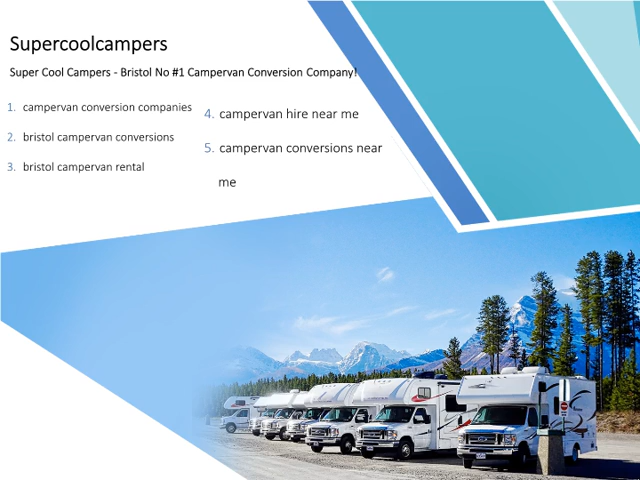 Supercoolcampers
Super Cool Campers - Bristol No #1 Campervan Conversion Company!
1. campervan conversion companies
2. bristol campervan conversions
3. bristol campervan rental
4. campervan hire near me
5. campervan conversions near
me